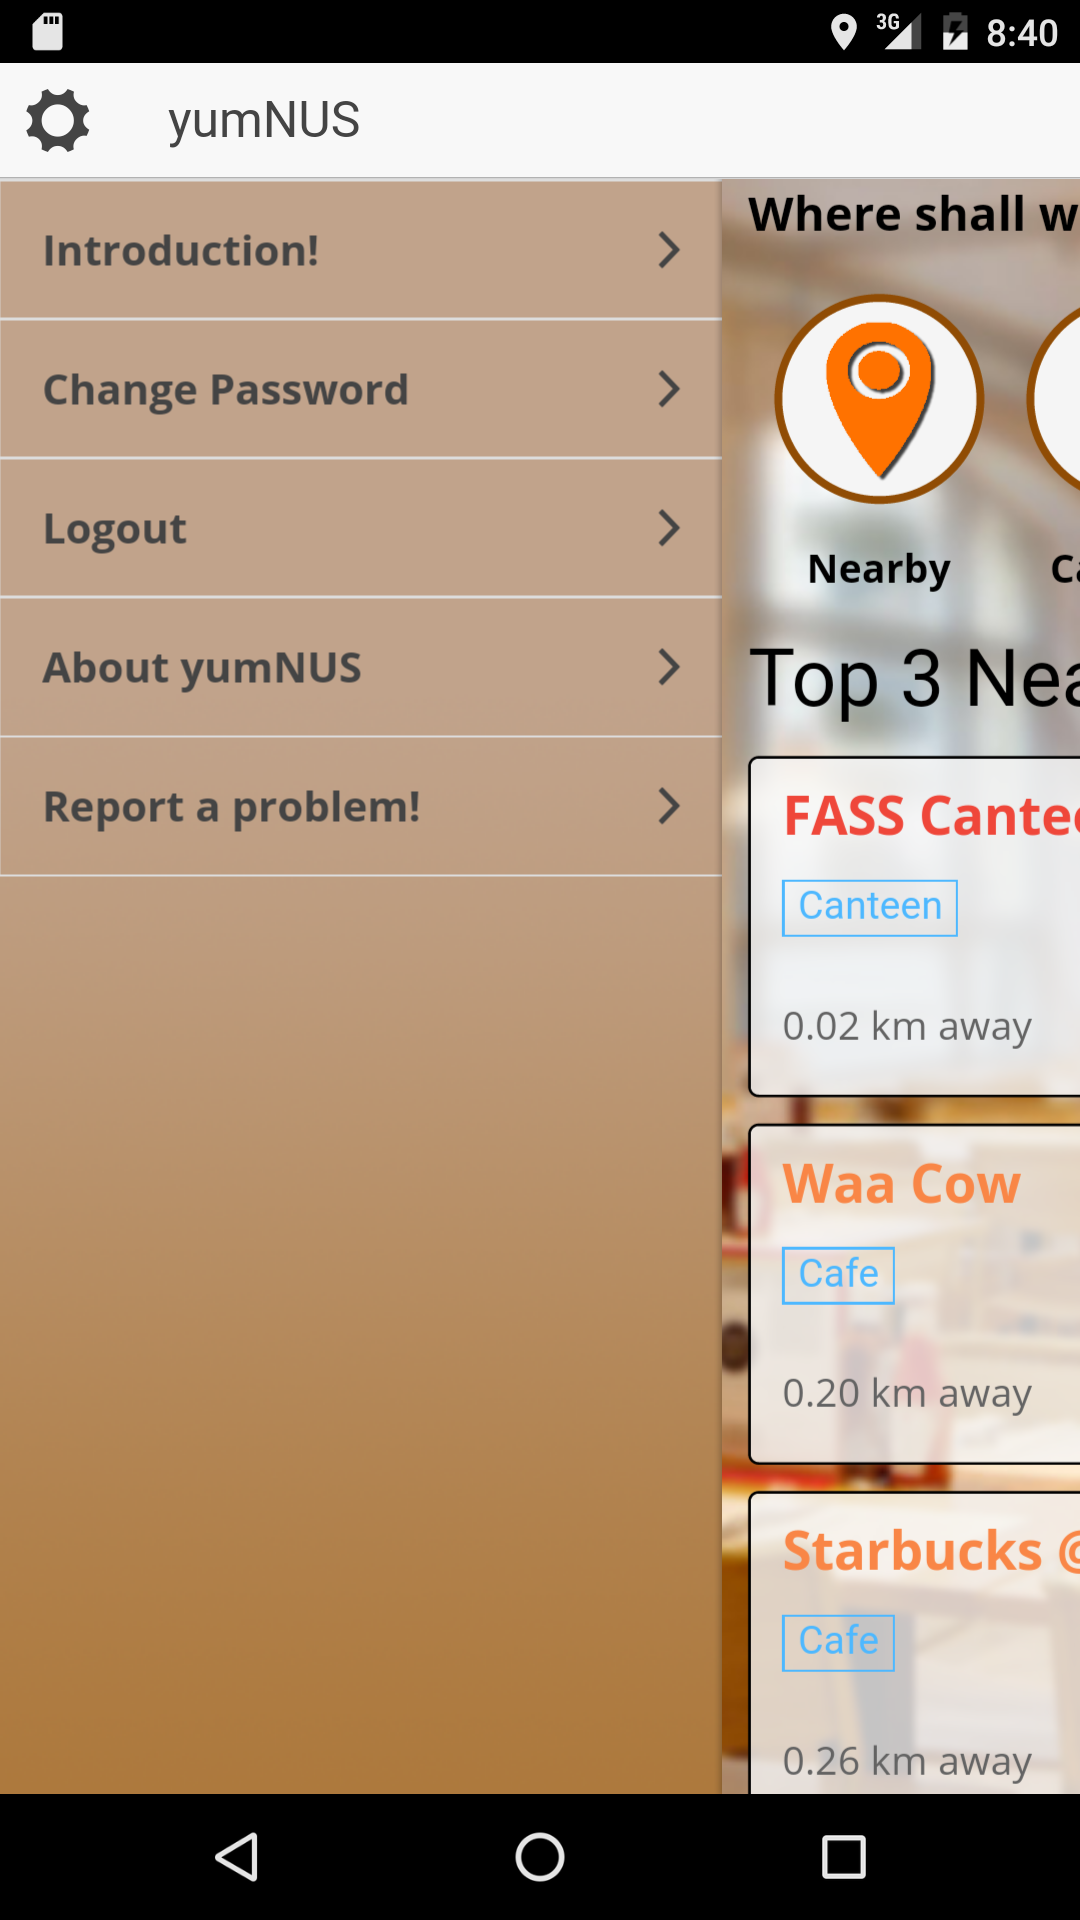 3G 8:40
yumNUS
Introduction!
Change Password
Logout
About yumNUS
Report a problem!
Where shall w
Nearby
Ca
Top 3 Nea
FASS Cantee
Canteen
0.02 km away
Waa Cow
Cafe
0.20 km away
Starbucks @
Cafe
0.26 km away